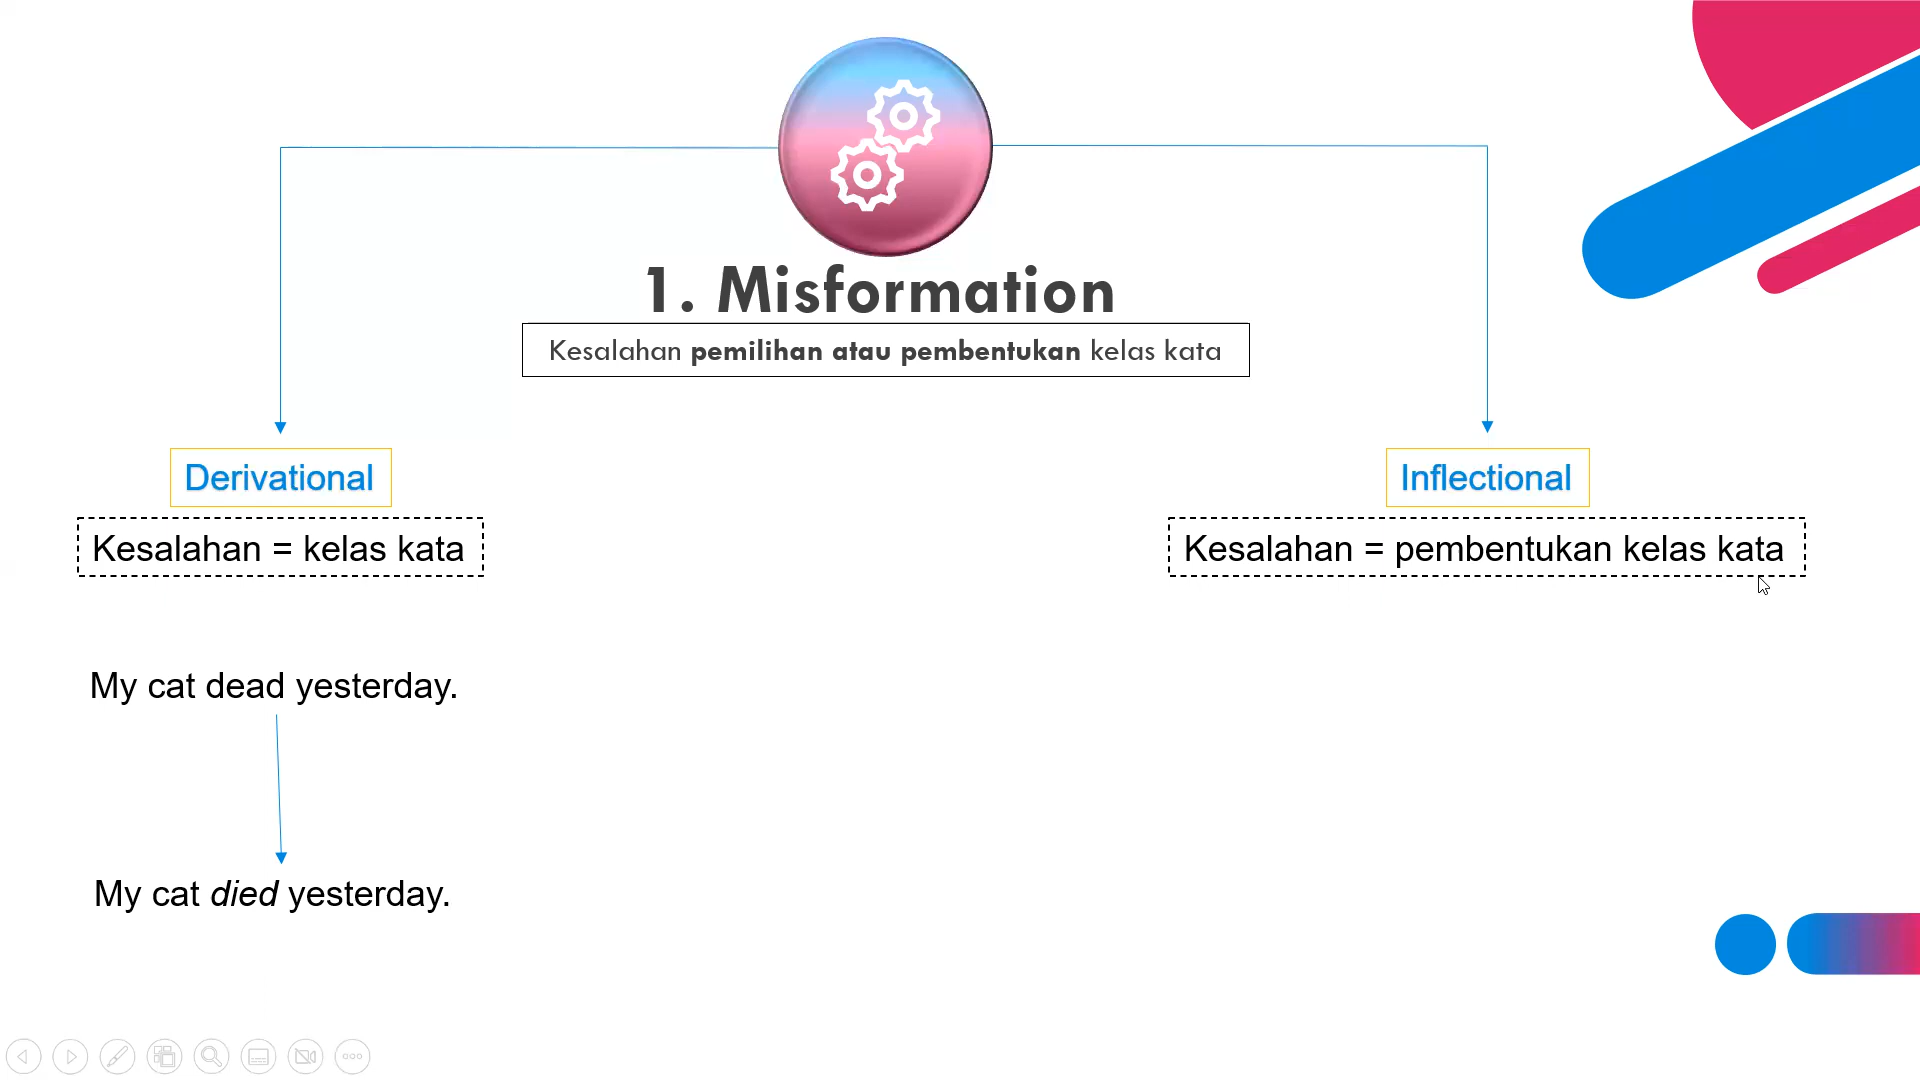 1. Misformation
Kesalahan pemilihan atau pembentukan kelas kata
Derivational
Kesalahan = kelas kata
My cat dead yesterday.
My cat died yesterday.
Inflectional
Kesalahan = pembentukan kelas kata